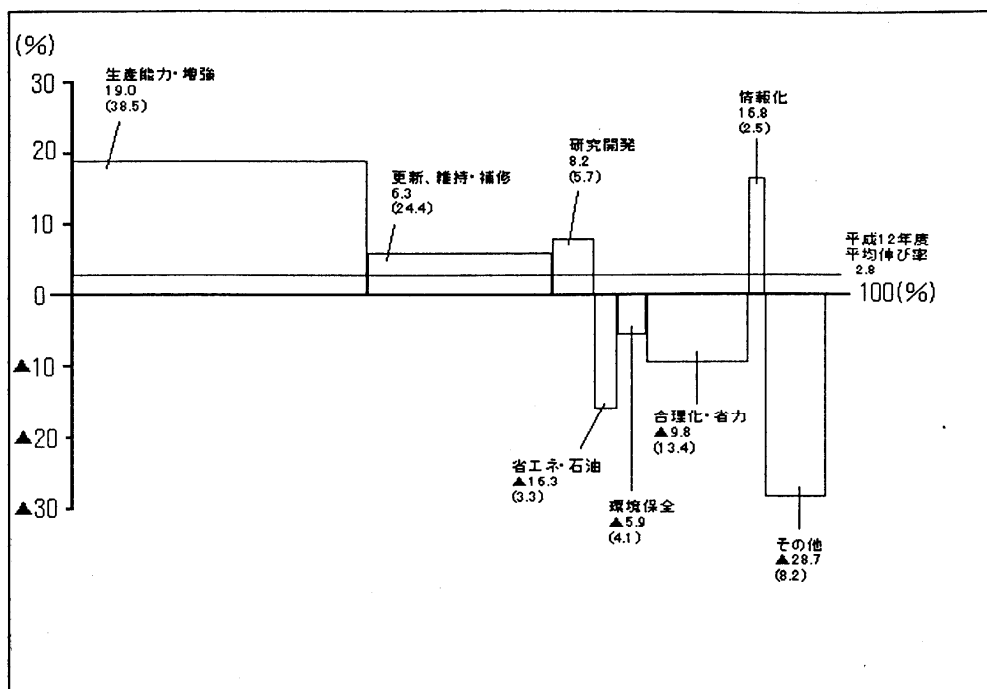 (%)
30
20
10
0
▲10
▲20
▲30
生産能力・増強
19.0
(38.5)
更新、維持・補修
6.3
(24.4)
研究開発
8.2
(5.7)
省エネ・石油
▲16.3
(3.3)
環境保全
▲5.9
(4.1)
合理化・省力
▲9.8
(13.4)
情報化
16.8
(2.5)
その他
▲28.7
(8.2)
平成12年度
平均伸び率
2.8
100(%)